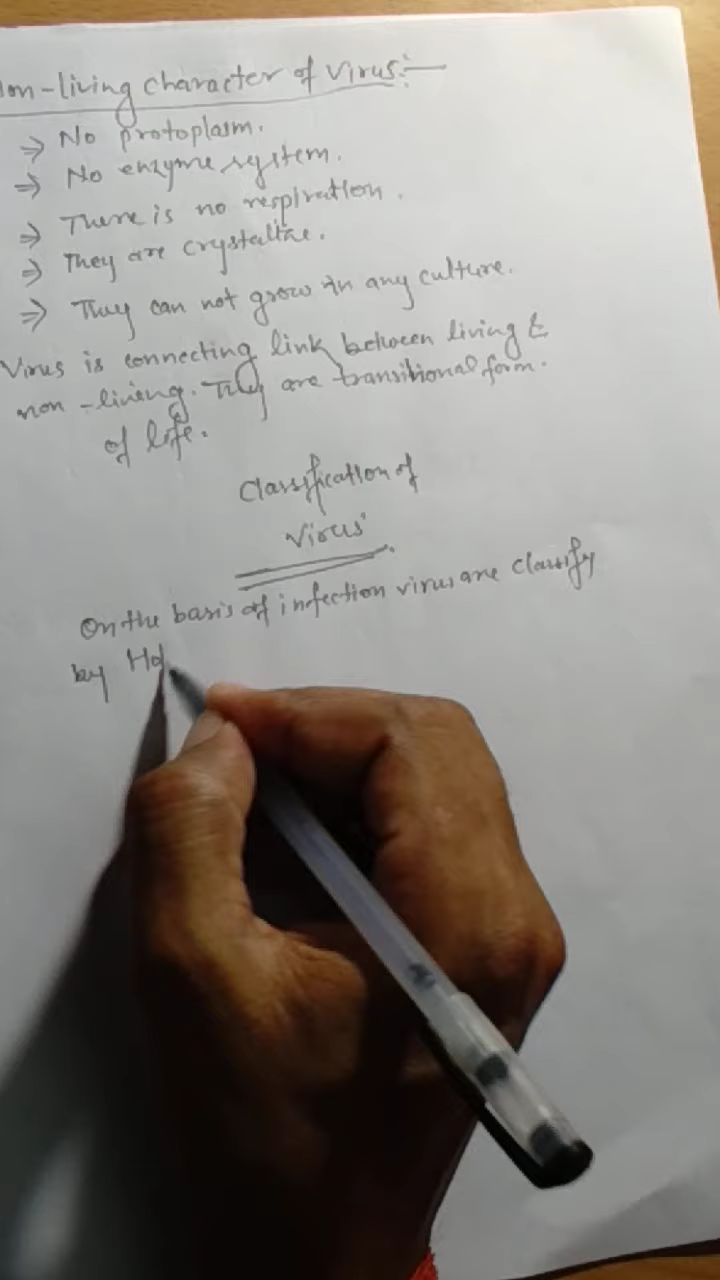 Non-living character of Virus:-
⇒ No protoplasm.
⇒ No enzyme system.
⇒ There is no respiration.
⇒ They are crystaline.
⇒ They can not grow in any culture.
Virus is connecting link between living &
non-living. They are transitional form.
of life.
Classification of
Virus
On the basis of infection virus are classify
by Ho